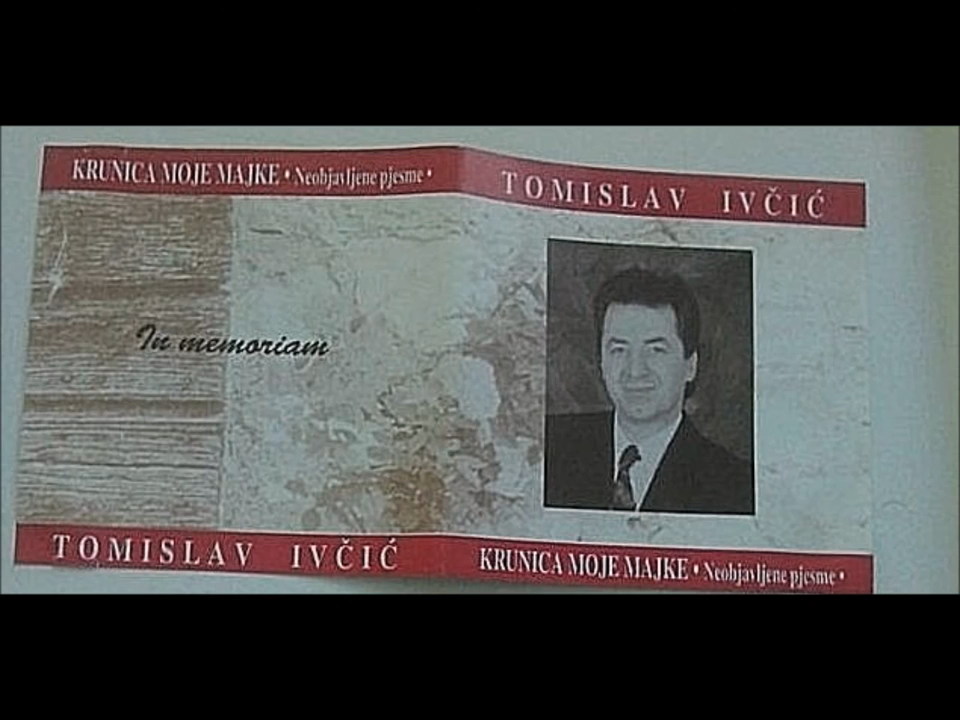 KRUNICA MOJE MAJKE • Neobjavljene pjesme •
In memoriam
TOMISLAV IVČIĆ
TOMISLAV IVČIĆ
KRUNICA MOJE MAJKE • Neobjavljene pjesme •